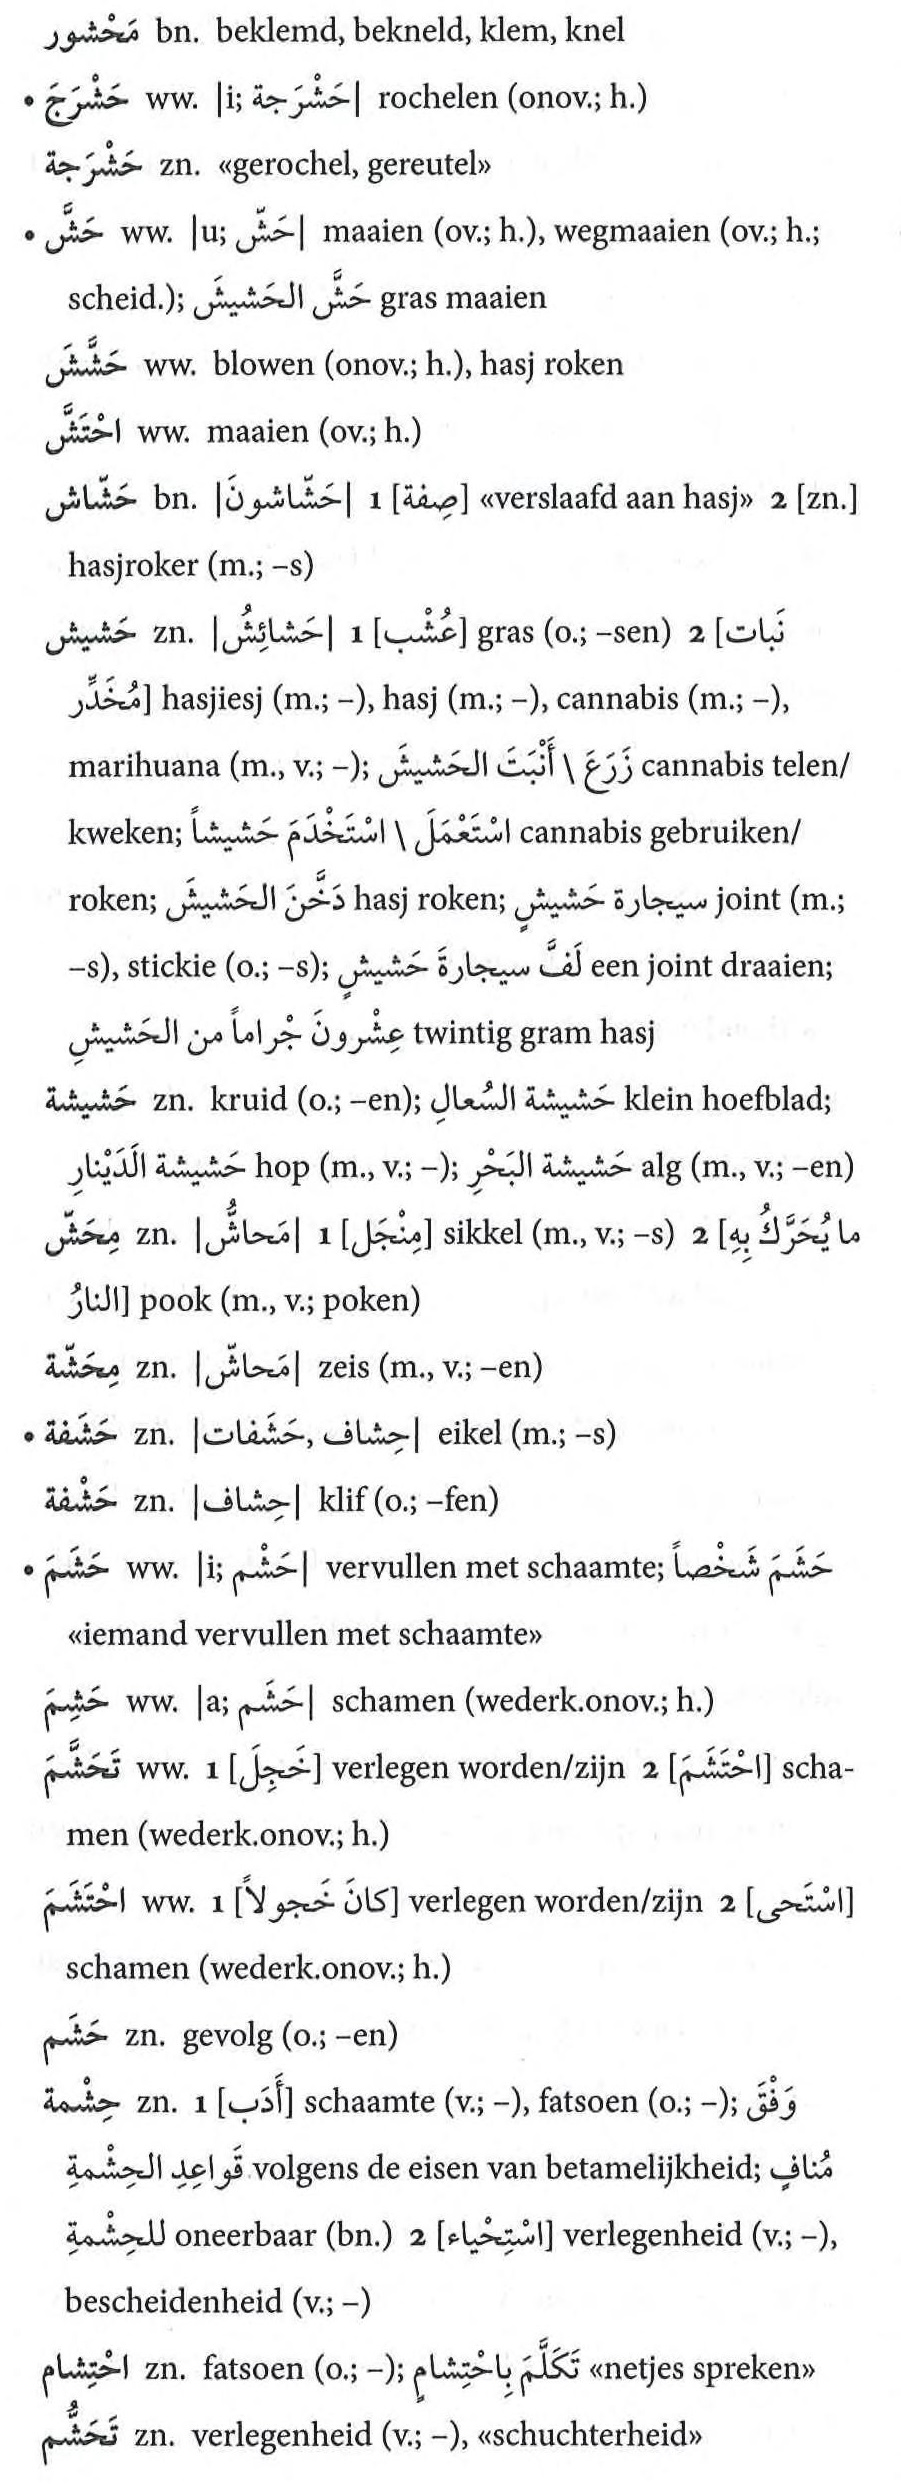 مَحْشور bn. beklemd, bekneld, klem, knel
• حَشْرَجَ ww. |i; حَشْرَجة| rochelen (onov.; h.)
حَشْرَجة zn. «gerochel, gereutel»
• حَشَّ ww. |u; حَشّ| maaien (ov.; h.), wegmaaien (ov.; h.;
scheid.); حَشَّ الحَشيشَ gras maaien
حَشَّشَ ww. blowen (onov.; h.), hasj roken
احْتَشَّ ww. maaien (ov.; h.)
حَشّاش bn. |حَشّاشونَ| 1 [صِفة] «verslaafd aan hasj» 2 [zn.]
hasjroker (m.; –s)
حَشيش zn. |حَشائِشُ| 1 [عُشْب] gras (o.; –sen) 2 [نَبات
مُخَدِّر] hasjiesj (m.; –), hasj (m.; –), cannabis (m.; –),
marihuana (m., v.; –); زَرَعَ \ أَنْبَتَ الحَشيشَ cannabis telen/
kweken; اسْتَعْمَلَ \ اسْتَخْدَمَ حَشيشاً cannabis gebruiken/
roken; دَخَّنَ الحَشيشَ hasj roken; سيجارة حَشيشٍ joint (m.;
–s), stickie (o.; –s); لَفَّ سيجارةَ حَشيشٍ een joint draaien;
عِشْرونَ جْراماً من الحَشيشِ twintig gram hasj
حَشيشة zn. kruid (o.; –en); حَشيشة السُّعالِ klein hoefblad;
حَشيشة الَدّيْنارِ hop (m., v.; –); حَشيشة البَحْرِ alg (m., v.; –en)
مِحَشّ zn. |مَحاشُّ| 1 [مِنْجَل] sikkel (m., v.; –s) 2 [ما يُحَرَّكُ بِهِ
النارُ] pook (m., v.; poken)
مِحَشّة zn. |مَحاشّ| zeis (m., v.; –en)
• حَشَفة zn. |حِشاف, حَشَفات| eikel (m.; –s)
حَشْفة zn. |حِشاف| klif (o.; –fen)
• حَشَمَ ww. |i; حَشْم| vervullen met schaamte; حَشَمَ شَخْصاً
«iemand vervullen met schaamte»
حَشِمَ ww. |a; حَشَم| schamen (wederk.onov.; h.)
تَحَشَّمَ ww. 1 [خَجِلَ] verlegen worden/zijn 2 [احْتَشَمَ] scha-
men (wederk.onov.; h.)
احْتَشَمَ ww. 1 [كانَ خَجولاً] verlegen worden/zijn 2 [اسْتَحى]
schamen (wederk.onov.; h.)
حَشَم zn. gevolg (o.; –en)
حِشْمة zn. 1 [أَدَب] schaamte (v.; –), fatsoen (o.; –); وَفْقَ
قَواعِدِ الحِشْمةِ volgens de eisen van betamelijkheid; مُنافٍ
للحِشْمةِ oneerbaar (bn.) 2 [اسْتِحْياء] verlegenheid (v.; –),
bescheidenheid (v.; –)
احْتِشام zn. fatsoen (o.; –); تَكَلَّمَ بِاحْتِشامٍ «netjes spreken»
تَحَشُّم zn. verlegenheid (v.; –), «schuchterheid»